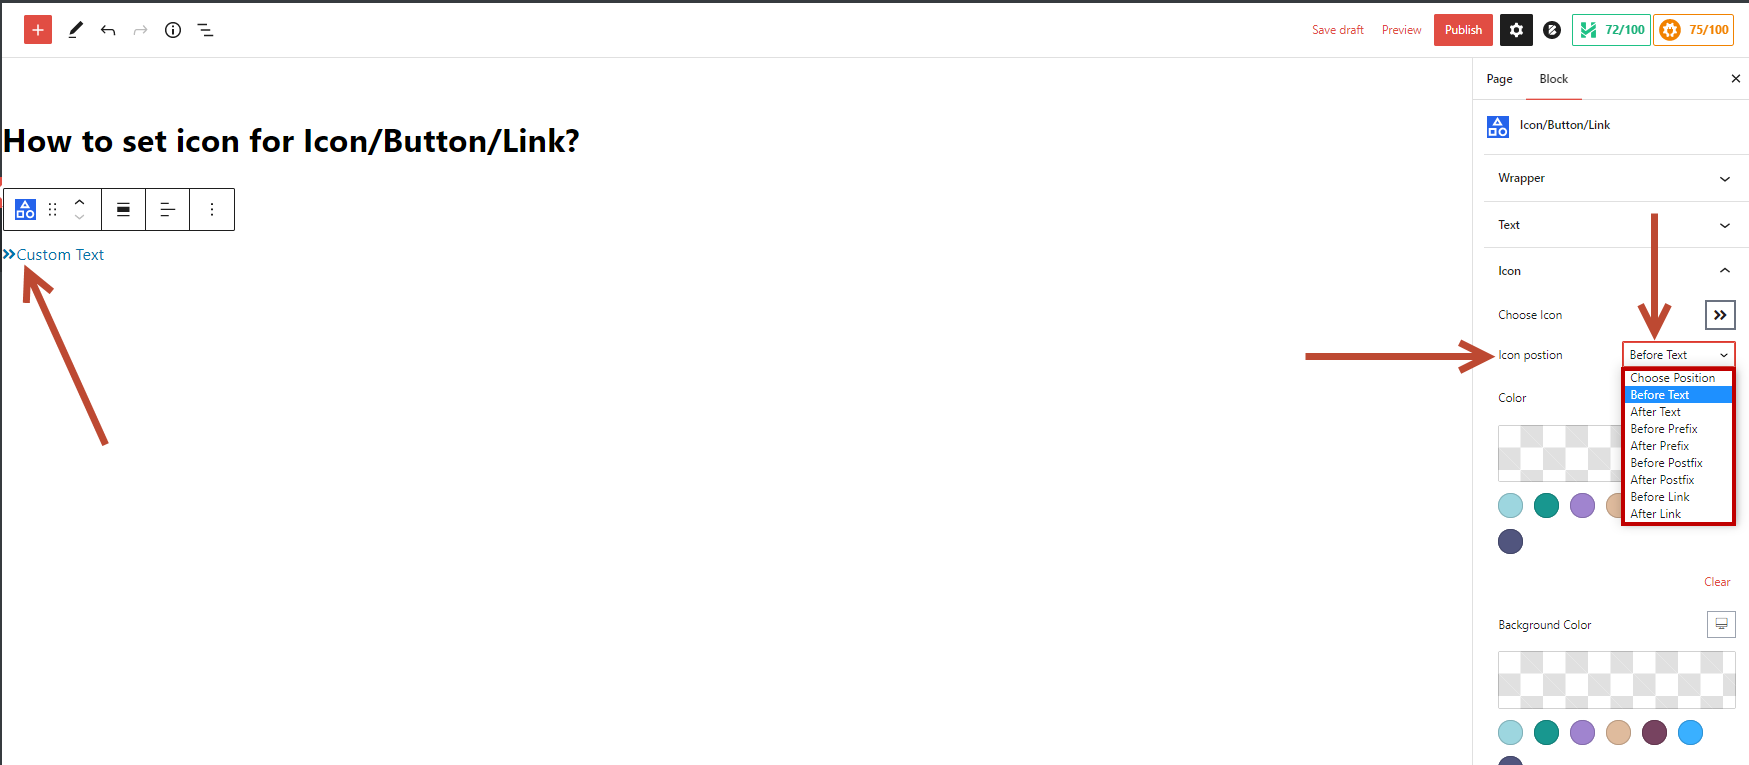 Save draft
Preview
Publish
72/100
75/100
Page
Block
Icon/Button/Link
How to set icon for Icon/Button/Link?
Wrapper
Text
»Custom Text
Icon
Choose Icon
Icon postion
Before Text
Choose Position
Before Text
After Text
Before Prefix
After Prefix
Before Postfix
After Postfix
Before Link
After Link
Color
Clear
Background Color